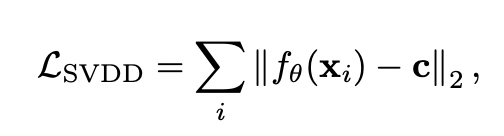 ℒ_SVDD = ∑_i ‖f_θ(𝐱_i) − 𝐜‖_2 ,